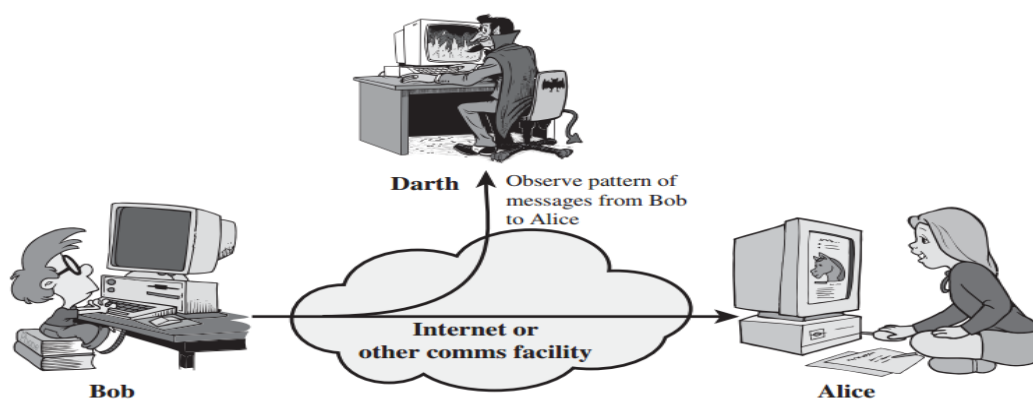 Darth
Observe pattern of
messages from Bob
to Alice
Internet or
other comms facility
Bob
Alice